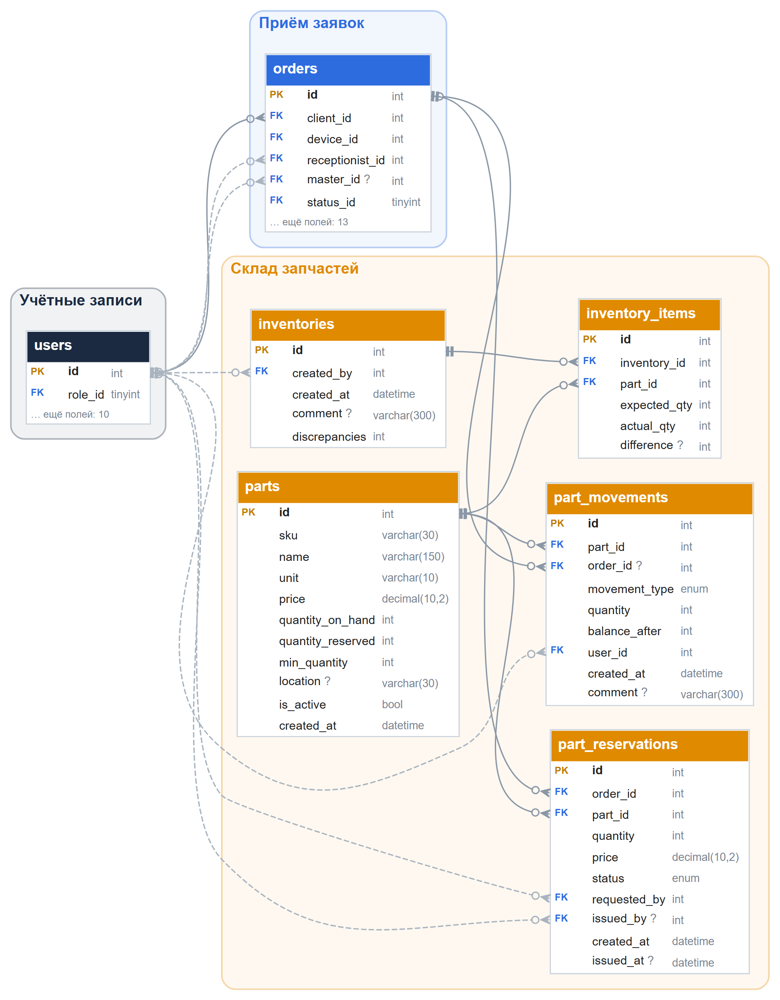 Приём заявок
orders
PK id int
FK client_id int
FK device_id int
FK receptionist_id int
FK master_id ? int
FK status_id tinyint
… ещё полей: 13
Учётные записи
users
PK id int
FK role_id tinyint
… ещё полей: 10
Склад запчастей
inventories
PK id int
FK created_by int
created_at datetime
comment ? varchar(300)
discrepancies int
inventory_items
PK id int
FK inventory_id int
FK part_id int
expected_qty int
actual_qty int
difference ? int
parts
PK id int
sku varchar(30)
name varchar(150)
unit varchar(10)
price decimal(10,2)
quantity_on_hand int
quantity_reserved int
min_quantity int
location ? varchar(30)
is_active bool
created_at datetime
part_movements
PK id int
FK part_id int
FK order_id ? int
movement_type enum
quantity int
balance_after int
FK user_id int
created_at datetime
comment ? varchar(300)
part_reservations
PK id int
FK order_id int
FK part_id int
quantity int
price decimal(10,2)
status enum
FK requested_by int
FK issued_by ? int
created_at datetime
issued_at ? datetime